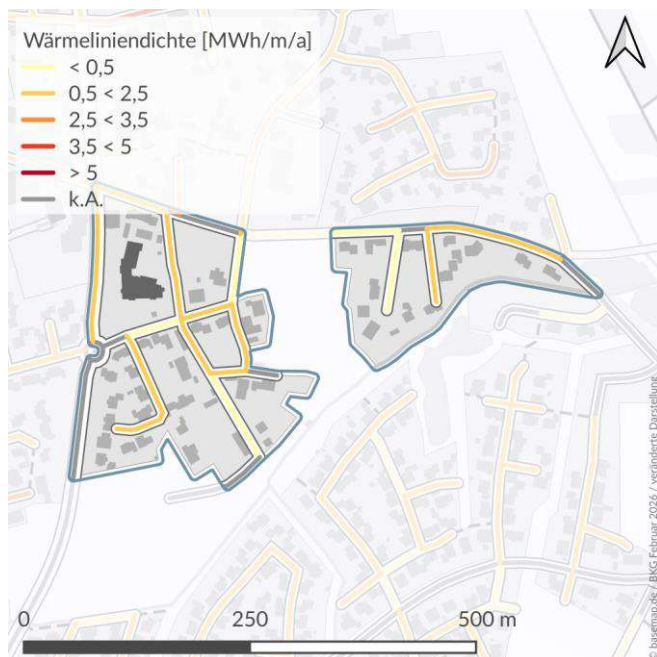 Wärmeliniendichte [MWh/m/a]
< 0,5
0,5 < 2,5
2,5 < 3,5
3,5 < 5
> 5
k.A.
0 250 500 m
© basemap.de / BKG Februar 2026 / veränderte Darstellung